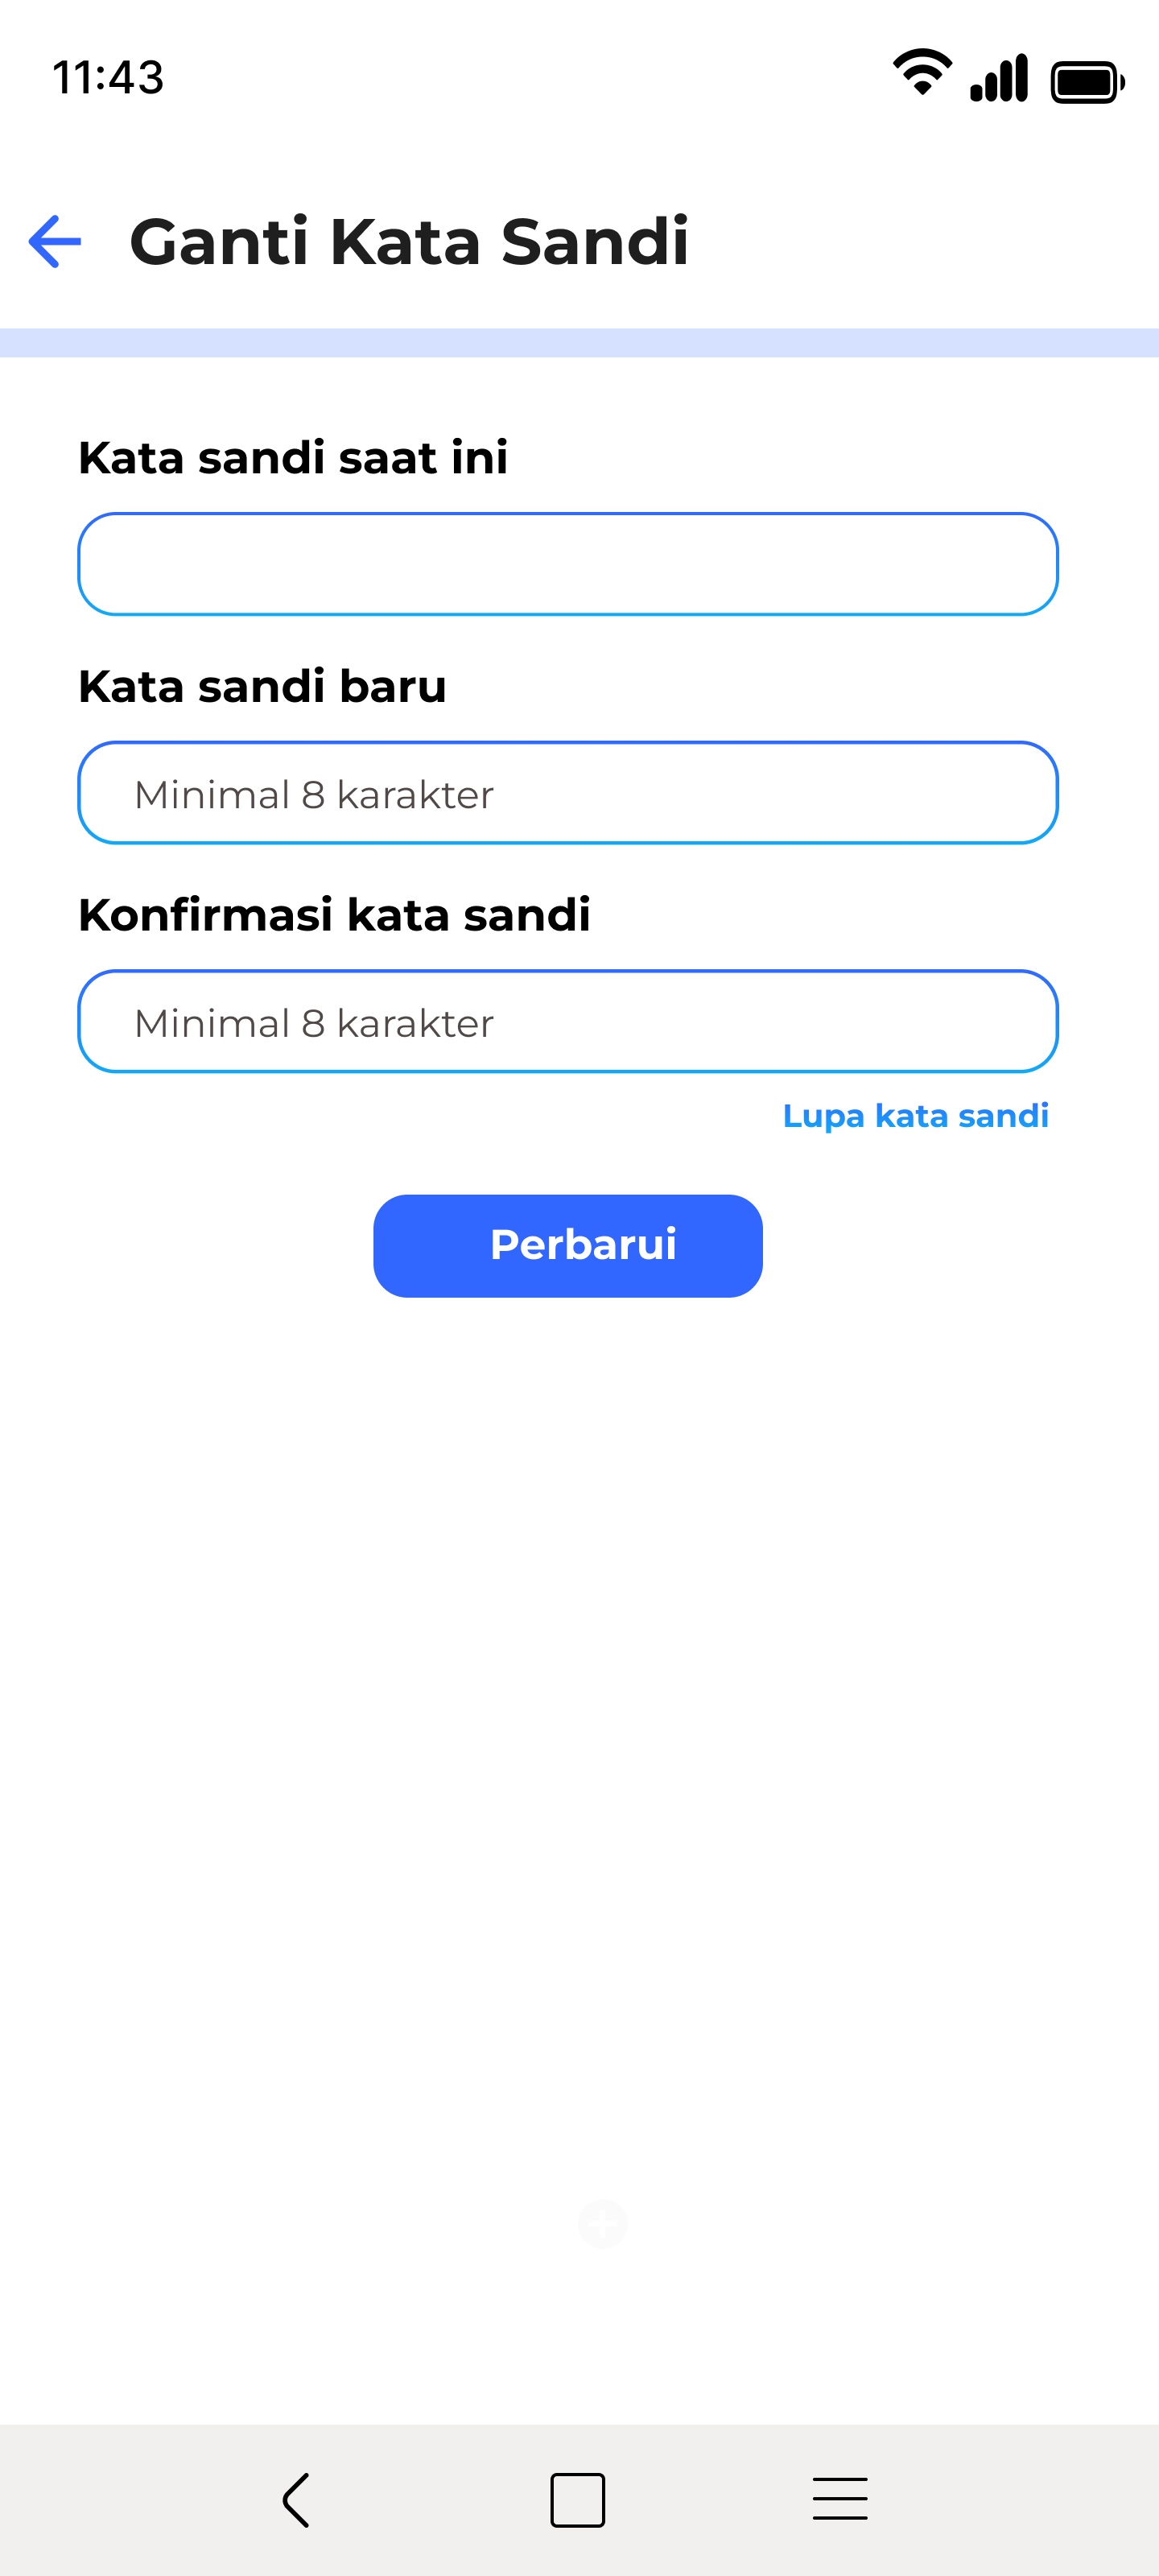 11:43
Ganti Kata Sandi
Kata sandi saat ini
Kata sandi baru
Minimal 8 karakter
Konfirmasi kata sandi
Minimal 8 karakter
Lupa kata sandi
Perbarui